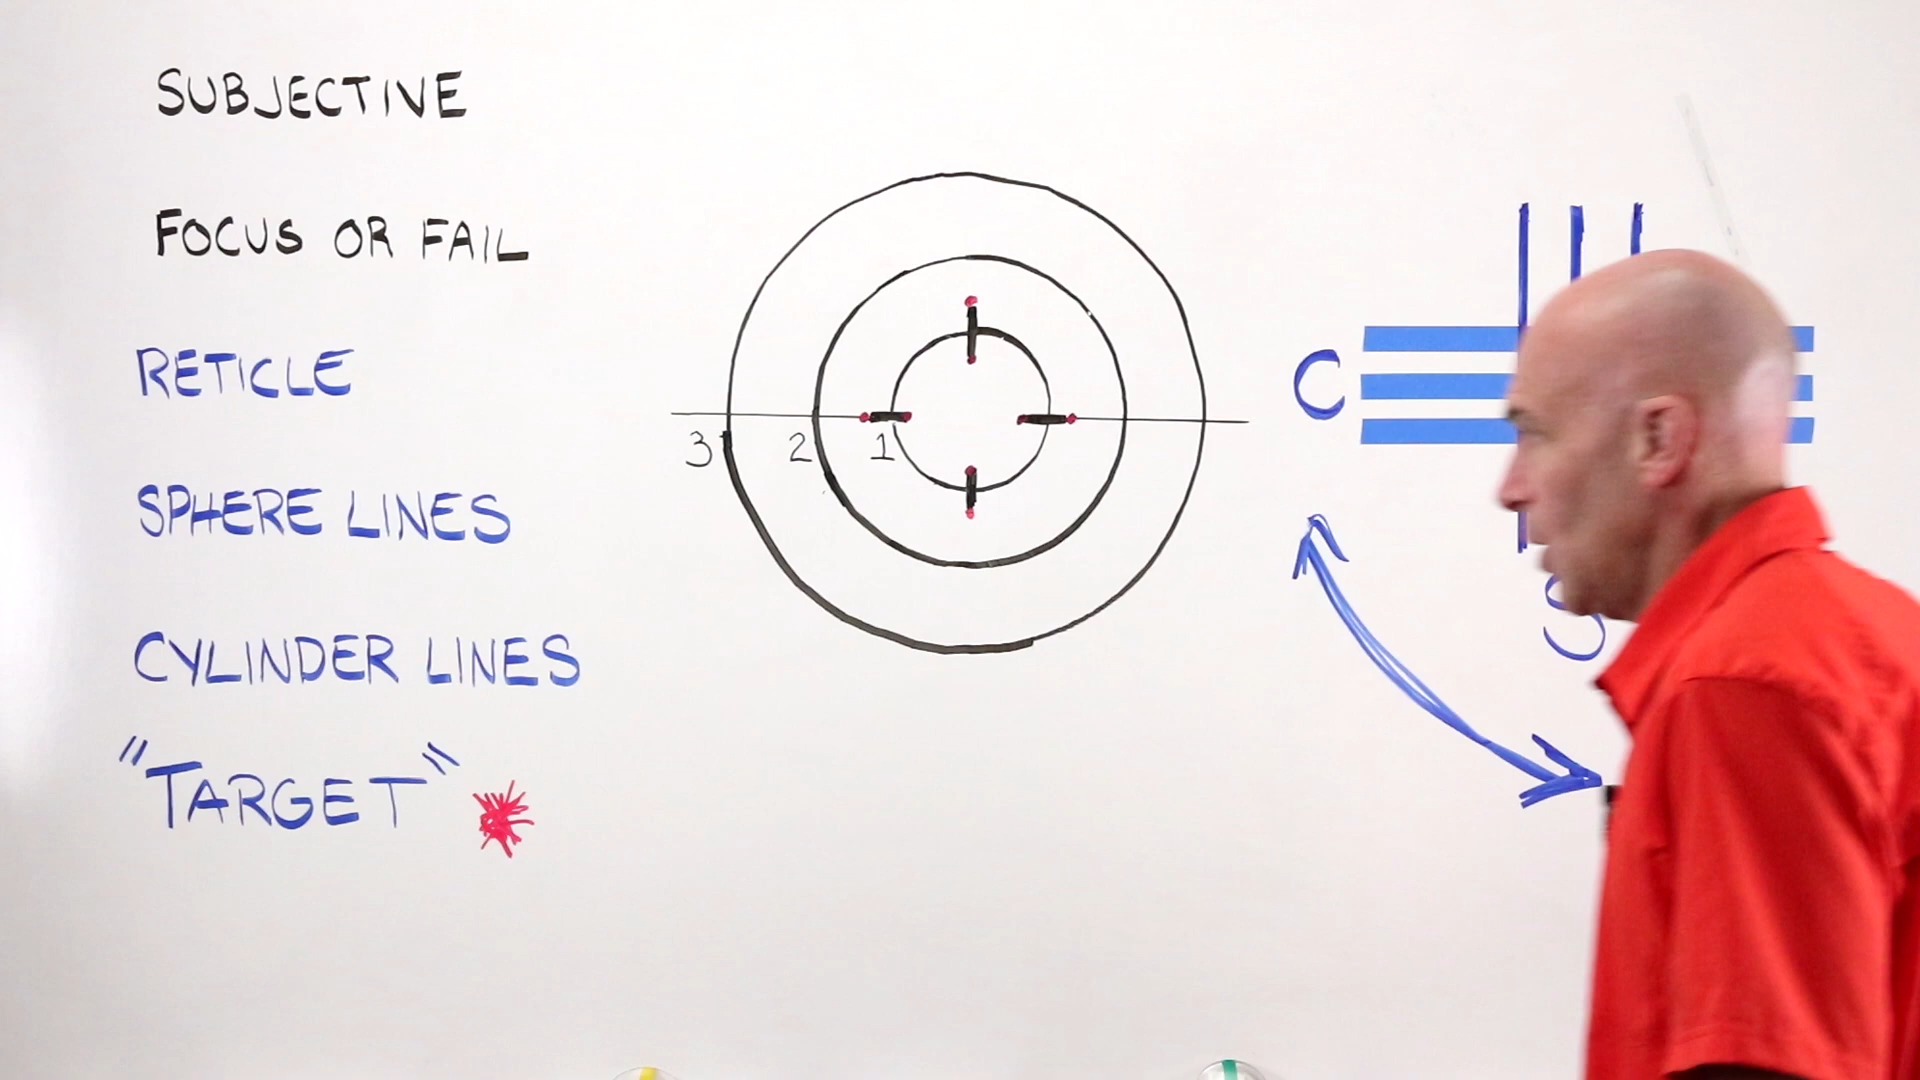 SUBJECTIVE
FOCUS OR FAIL
RETICLE
SPHERE LINES
CYLINDER LINES
"TARGET"
3 2 1
C
S